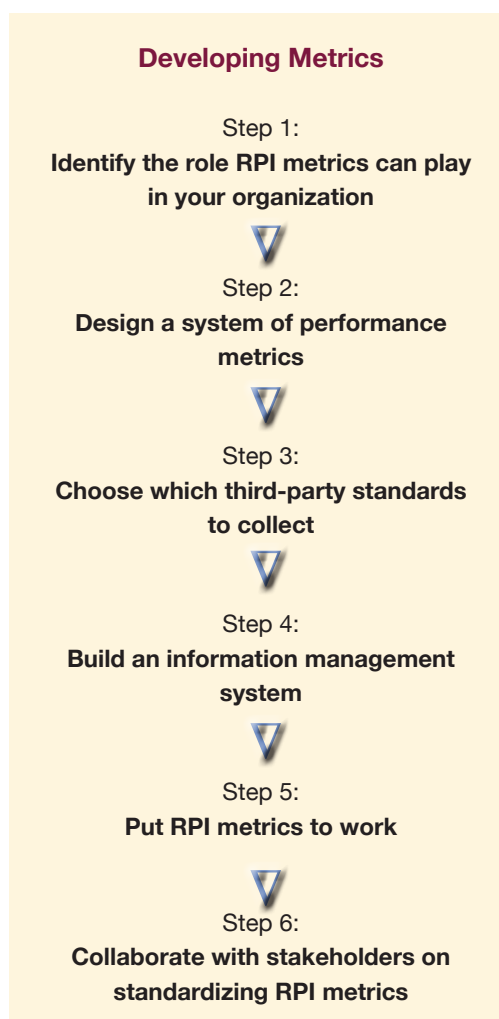 Developing Metrics
Step 1:
Identify the role RPI metrics can play
in your organization
Step 2:
Design a system of performance
metrics
Step 3:
Choose which third-party standards
to collect
Step 4:
Build an information management
system
Step 5:
Put RPI metrics to work
Step 6:
Collaborate with stakeholders on
standardizing RPI metrics